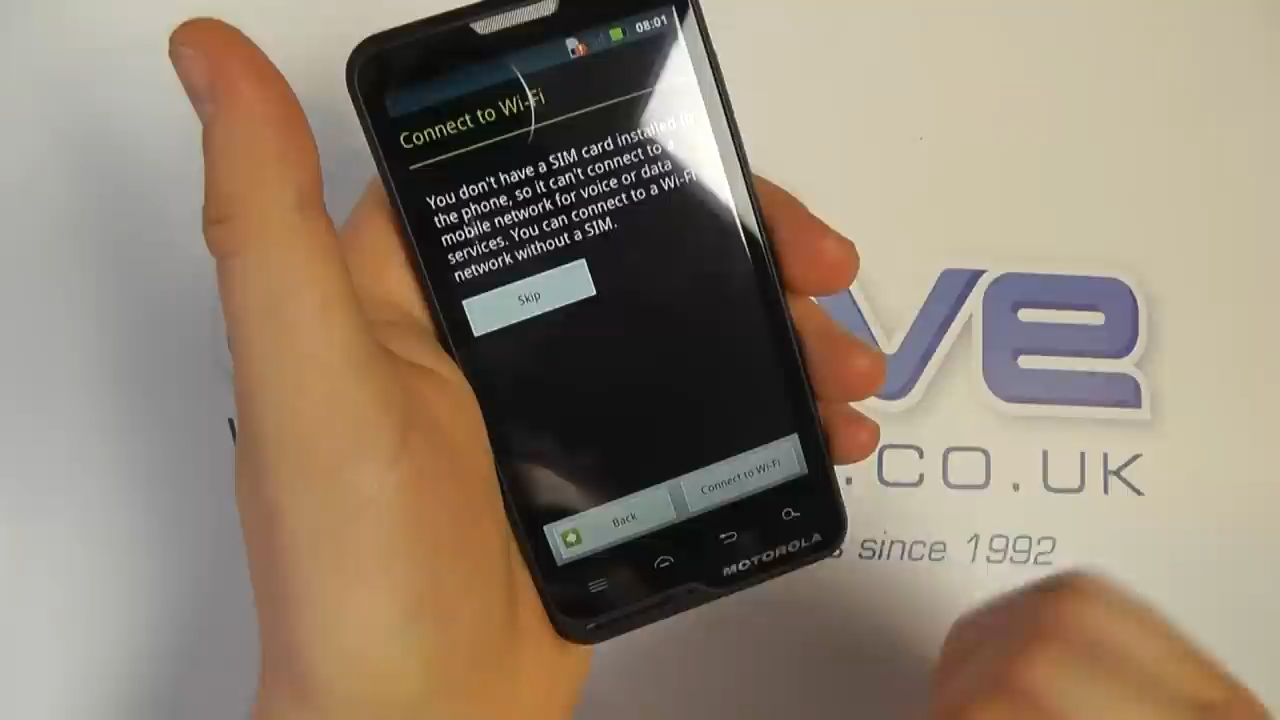 08:01
Connect to Wi-Fi
You don't have a SIM card installed in
the phone, so it can't connect to a
mobile network for voice or data
services. You can connect to a Wi-Fi
network without a SIM.
Skip
Back
Connect to Wi-Fi
MOTOROLA
ve
.CO.UK
since 1992